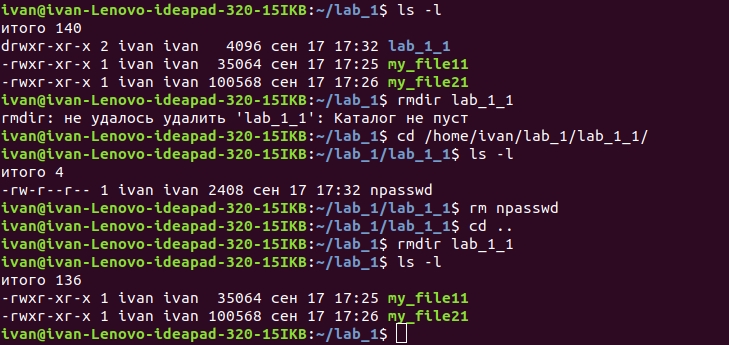 ivan@ivan-Lenovo-ideapad-320-15IKB:~/lab_1$ ls -l
итого 140
drwxr-xr-x 2 ivan ivan   4096 сен 17 17:32 lab_1_1
-rwxr-xr-x 1 ivan ivan  35064 сен 17 17:25 my_file11
-rwxr-xr-x 1 ivan ivan 100568 сен 17 17:26 my_file21
ivan@ivan-Lenovo-ideapad-320-15IKB:~/lab_1$ rmdir lab_1_1
rmdir: не удалось удалить 'lab_1_1': Каталог не пуст
ivan@ivan-Lenovo-ideapad-320-15IKB:~/lab_1$ cd /home/ivan/lab_1/lab_1_1/
ivan@ivan-Lenovo-ideapad-320-15IKB:~/lab_1/lab_1_1$ ls -l
итого 4
-rw-r--r-- 1 ivan ivan 2408 сен 17 17:32 npasswd
ivan@ivan-Lenovo-ideapad-320-15IKB:~/lab_1/lab_1_1$ rm npasswd
ivan@ivan-Lenovo-ideapad-320-15IKB:~/lab_1/lab_1_1$ cd ..
ivan@ivan-Lenovo-ideapad-320-15IKB:~/lab_1$ rmdir lab_1_1
ivan@ivan-Lenovo-ideapad-320-15IKB:~/lab_1$ ls -l
итого 136
-rwxr-xr-x 1 ivan ivan  35064 сен 17 17:25 my_file11
-rwxr-xr-x 1 ivan ivan 100568 сен 17 17:26 my_file21
ivan@ivan-Lenovo-ideapad-320-15IKB:~/lab_1$